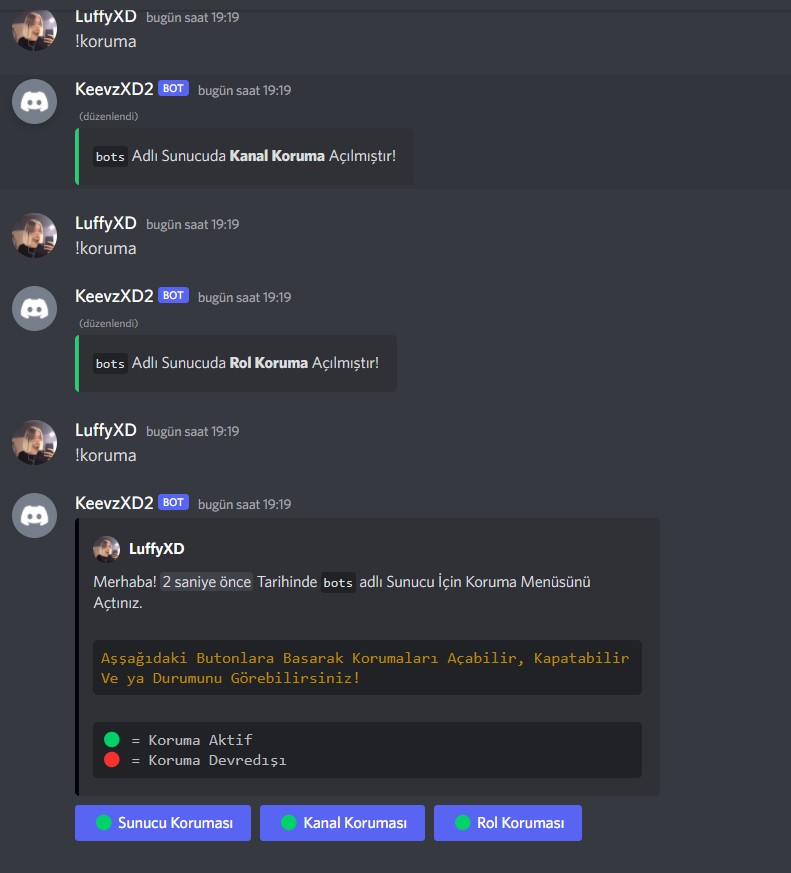 LuffyXD bugün saat 19:19
!koruma
KeevzXD2 BOT bugün saat 19:19
(düzenlendi)
bots Adlı Sunucuda Kanal Koruma Açılmıştır!
LuffyXD bugün saat 19:19
!koruma
KeevzXD2 BOT bugün saat 19:19
(düzenlendi)
bots Adlı Sunucuda Rol Koruma Açılmıştır!
LuffyXD bugün saat 19:19
!koruma
KeevzXD2 BOT bugün saat 19:19
LuffyXD
Merhaba! 2 saniye önce Tarihinde bots adlı Sunucu İçin Koruma Menüsünü
Açtınız.
Aşşağıdaki Butonlara Basarak Korumaları Açabilir, Kapatabilir
Ve ya Durumunu Görebilirsiniz!
= Koruma Aktif
= Koruma Devredışı
Sunucu Koruması Kanal Koruması Rol Koruması